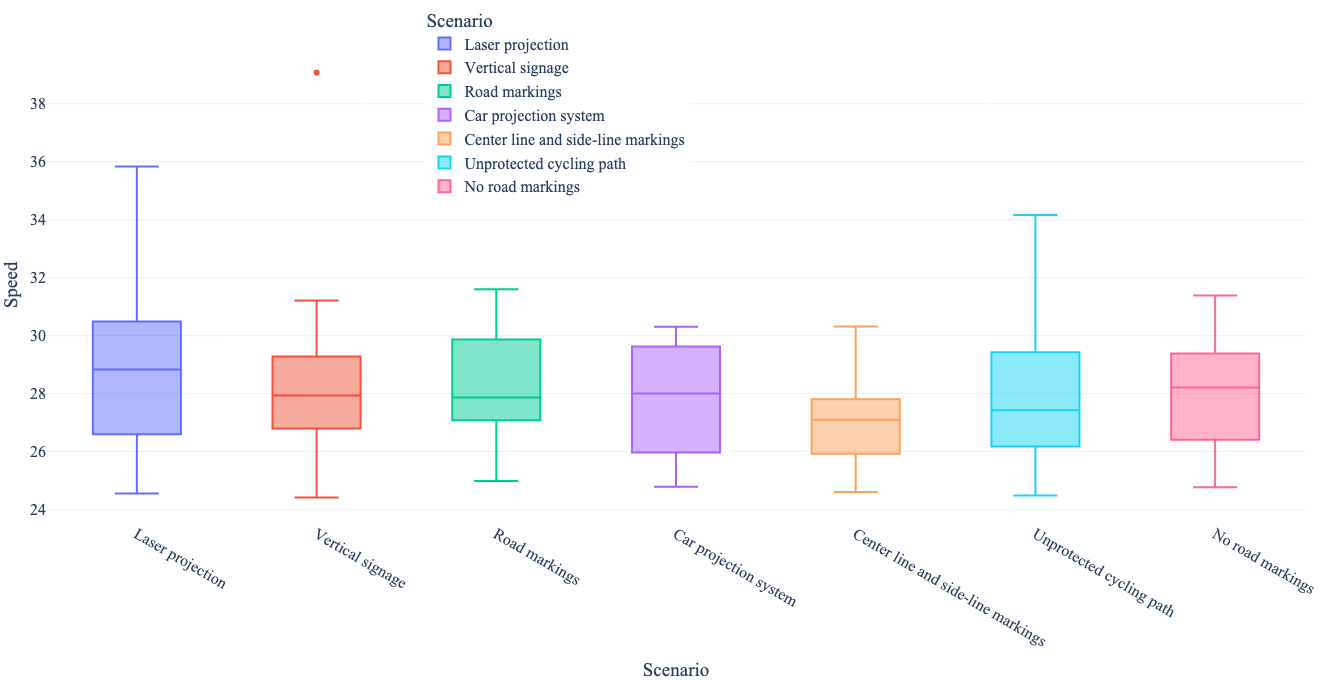 Scenario
Laser projection
Vertical signage
Road markings
Car projection system
Center line and side-line markings
Unprotected cycling path
No road markings
38
36
34
32
30
28
26
24
Speed
Laser projection
Vertical signage
Road markings
Car projection system
Center line and side-line markings
Unprotected cycling path
No road markings
Scenario